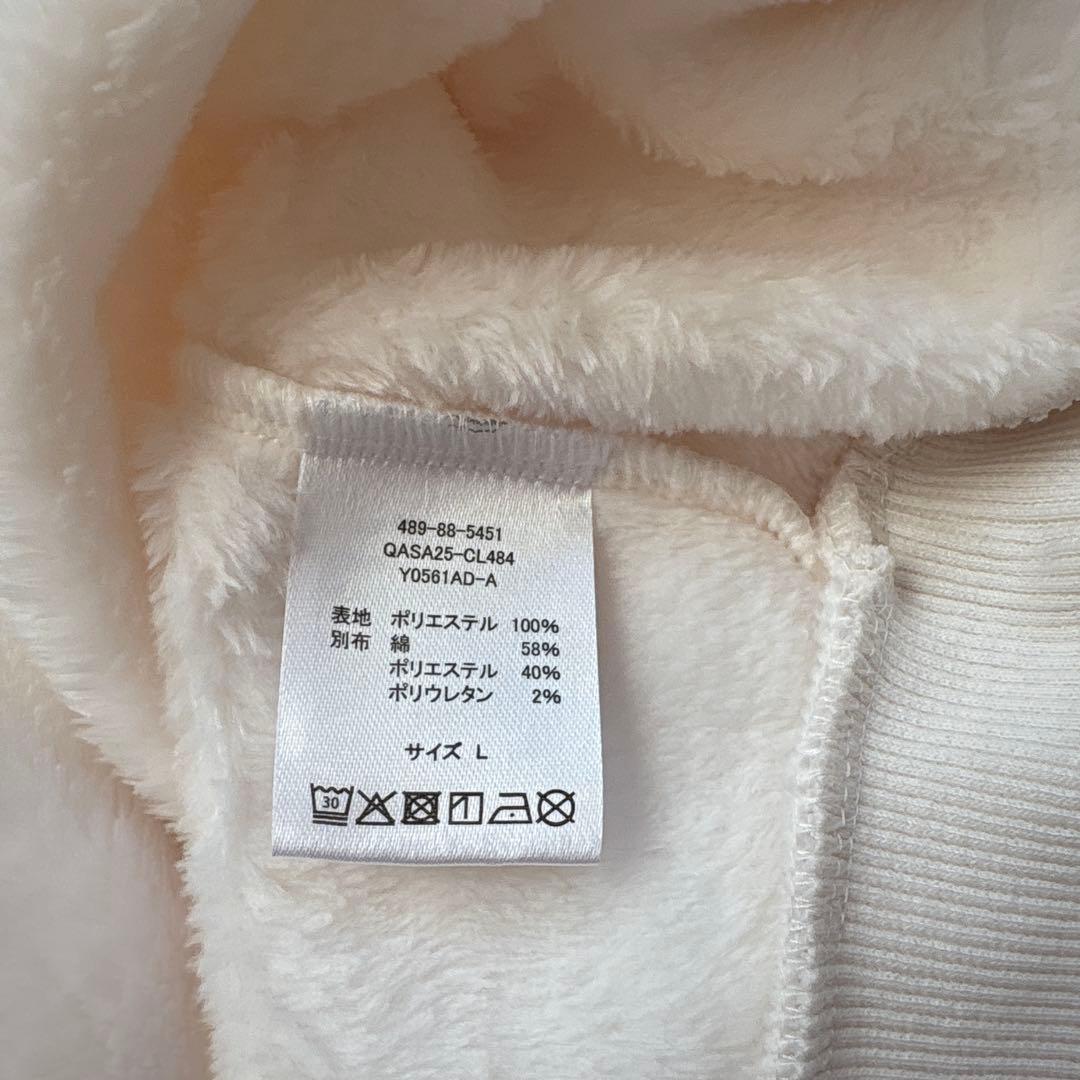 489-88-5451
QASA25-CL484
Y0561AD-A
表地 ポリエステル 100%
別布 綿 58%
ポリエステル 40%
ポリウレタン 2%
サイズ L
30